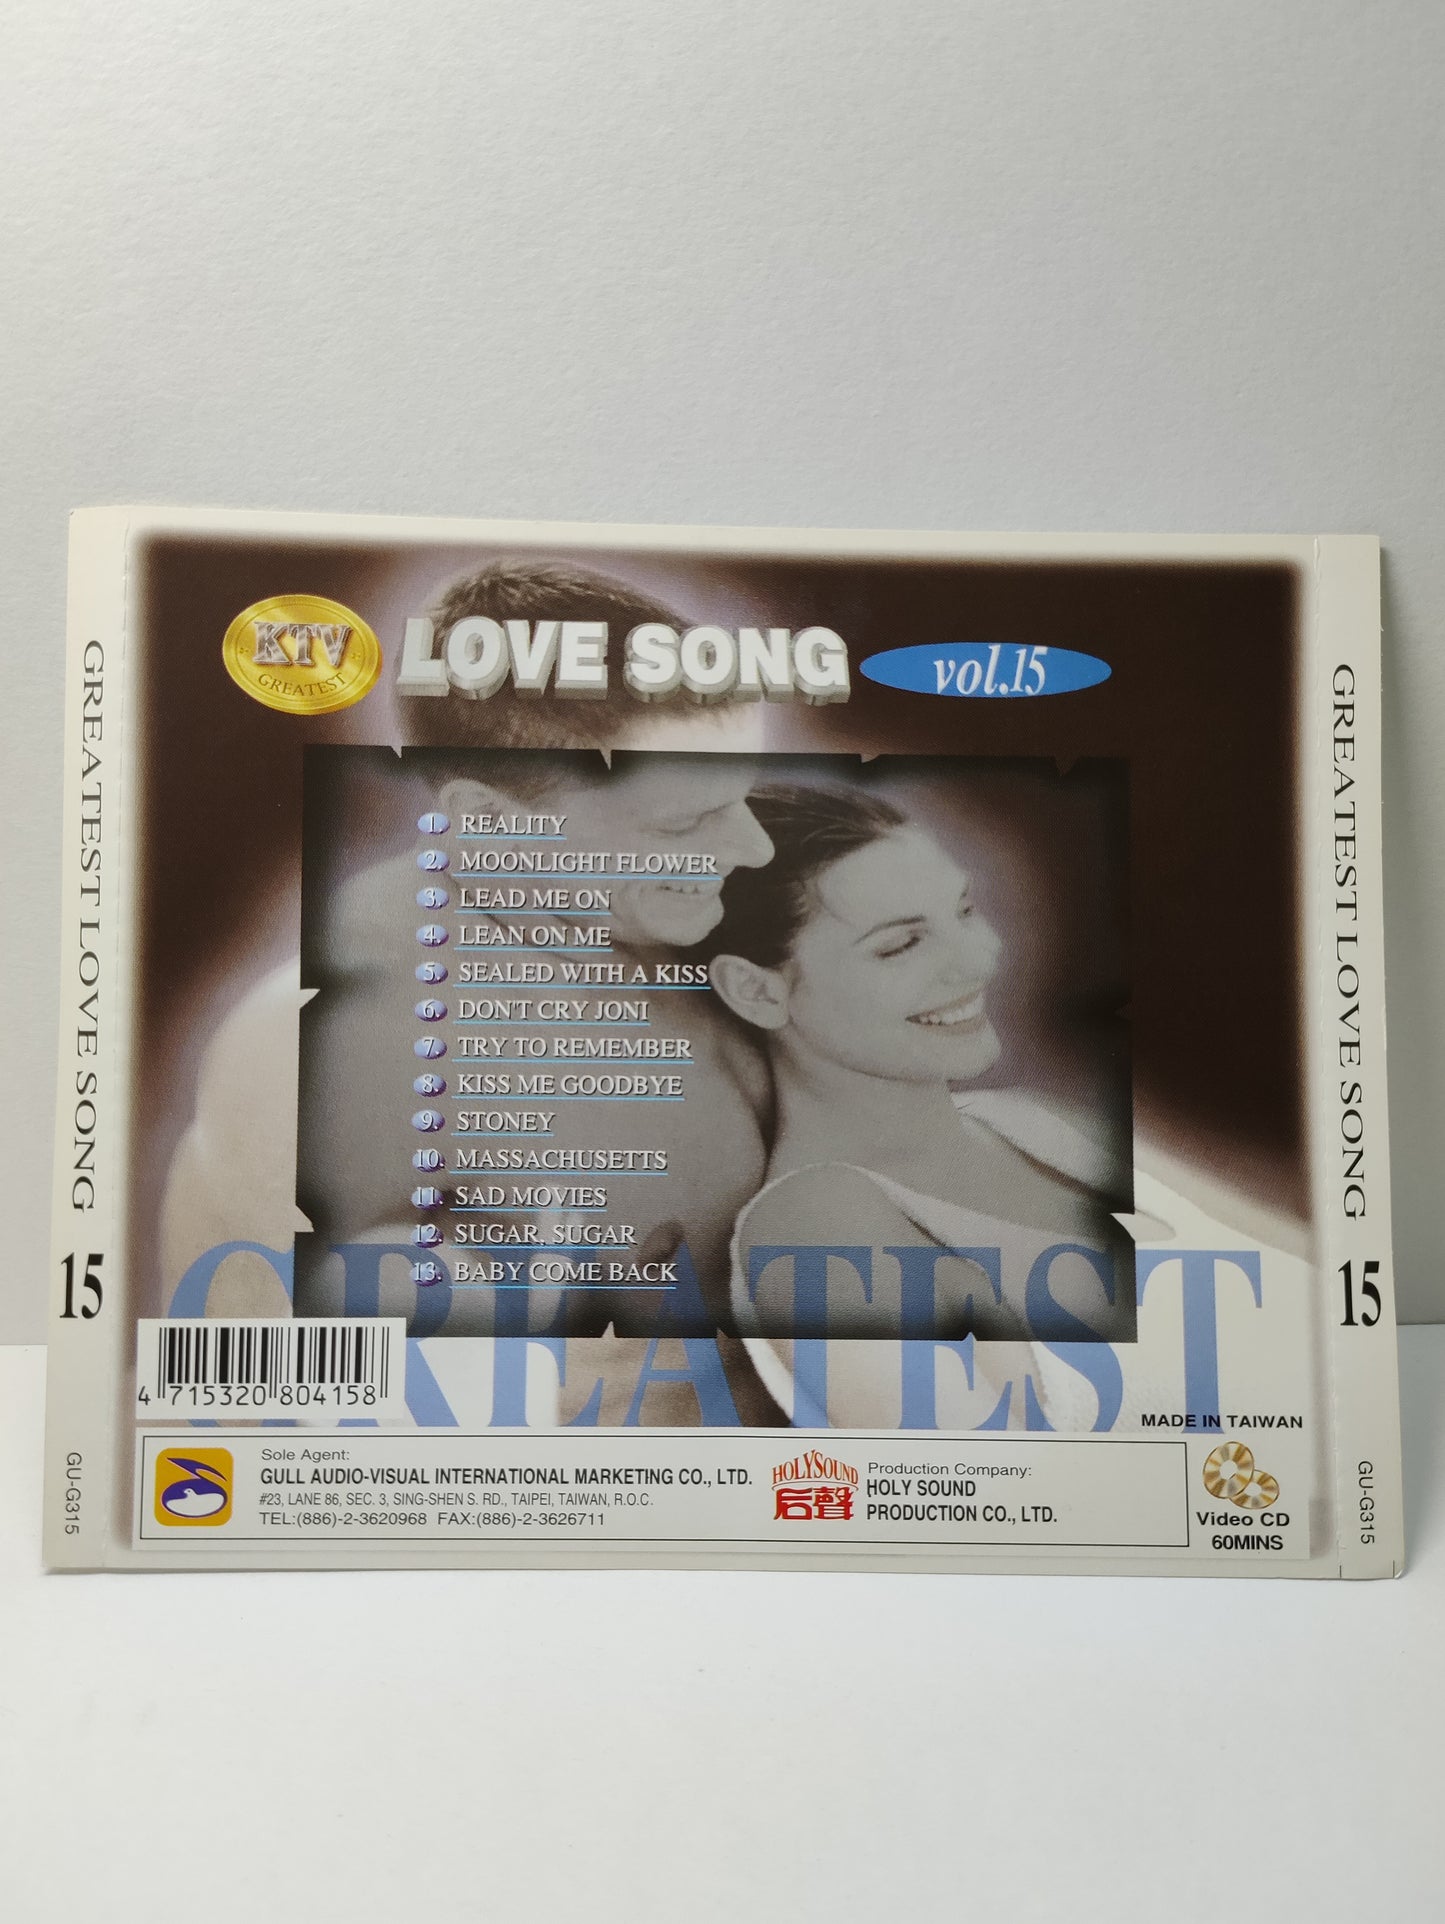 KTV
GREATEST
LOVE SONG
vol.15
1. REALITY
2. MOONLIGHT FLOWER
3. LEAD ME ON
4. LEAN ON ME
5. SEALED WITH A KISS
6. DON'T CRY JONI
7. TRY TO REMEMBER
8. KISS ME GOODBYE
9. STONEY
10. MASSACHUSETTS
11. SAD MOVIES
12. SUGAR, SUGAR
13. BABY COME BACK
GREATEST
4 715320 804158
MADE IN TAIWAN
Sole Agent:
GULL AUDIO-VISUAL INTERNATIONAL MARKETING CO., LTD.
#23, LANE 86, SEC. 3, SING-SHEN S. RD., TAIPEI, TAIWAN, R.O.C.
TEL:(886)-2-3620968 FAX:(886)-2-3626711
HOLYSOUND
后聲
Production Company:
HOLY SOUND
PRODUCTION CO., LTD.
Video CD
60MINS
GREATEST LOVE SONG 15
GU-G315
GREATEST LOVE SONG 15
GU-G315